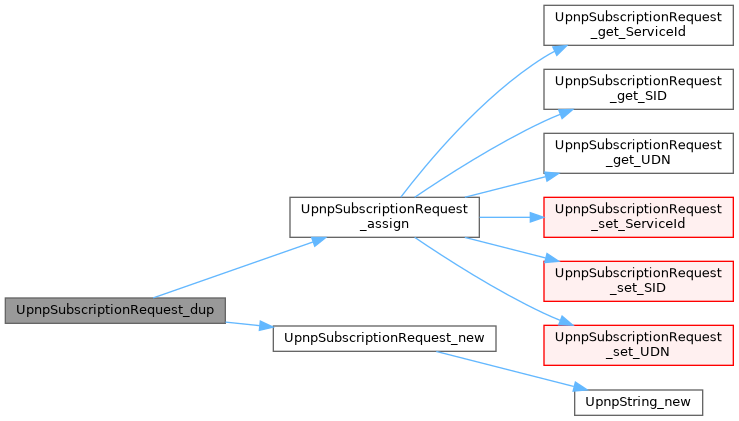 UpnpSubscriptionRequest_dup
UpnpSubscriptionRequest
_assign
UpnpSubscriptionRequest_new
UpnpSubscriptionRequest
_get_ServiceId
UpnpSubscriptionRequest
_get_SID
UpnpSubscriptionRequest
_get_UDN
UpnpSubscriptionRequest
_set_ServiceId
UpnpSubscriptionRequest
_set_SID
UpnpSubscriptionRequest
_set_UDN
UpnpString_new